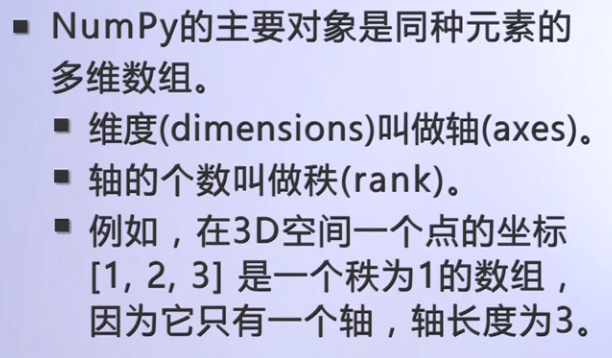 NumPy的主要对象是同种元素的
多维数组。
维度(dimensions)叫做轴(axes)。
轴的个数叫做秩(rank)。
例如，在3D空间一个点的坐标
[1, 2, 3] 是一个秩为1的数组，
因为它只有一个轴，轴长度为3。